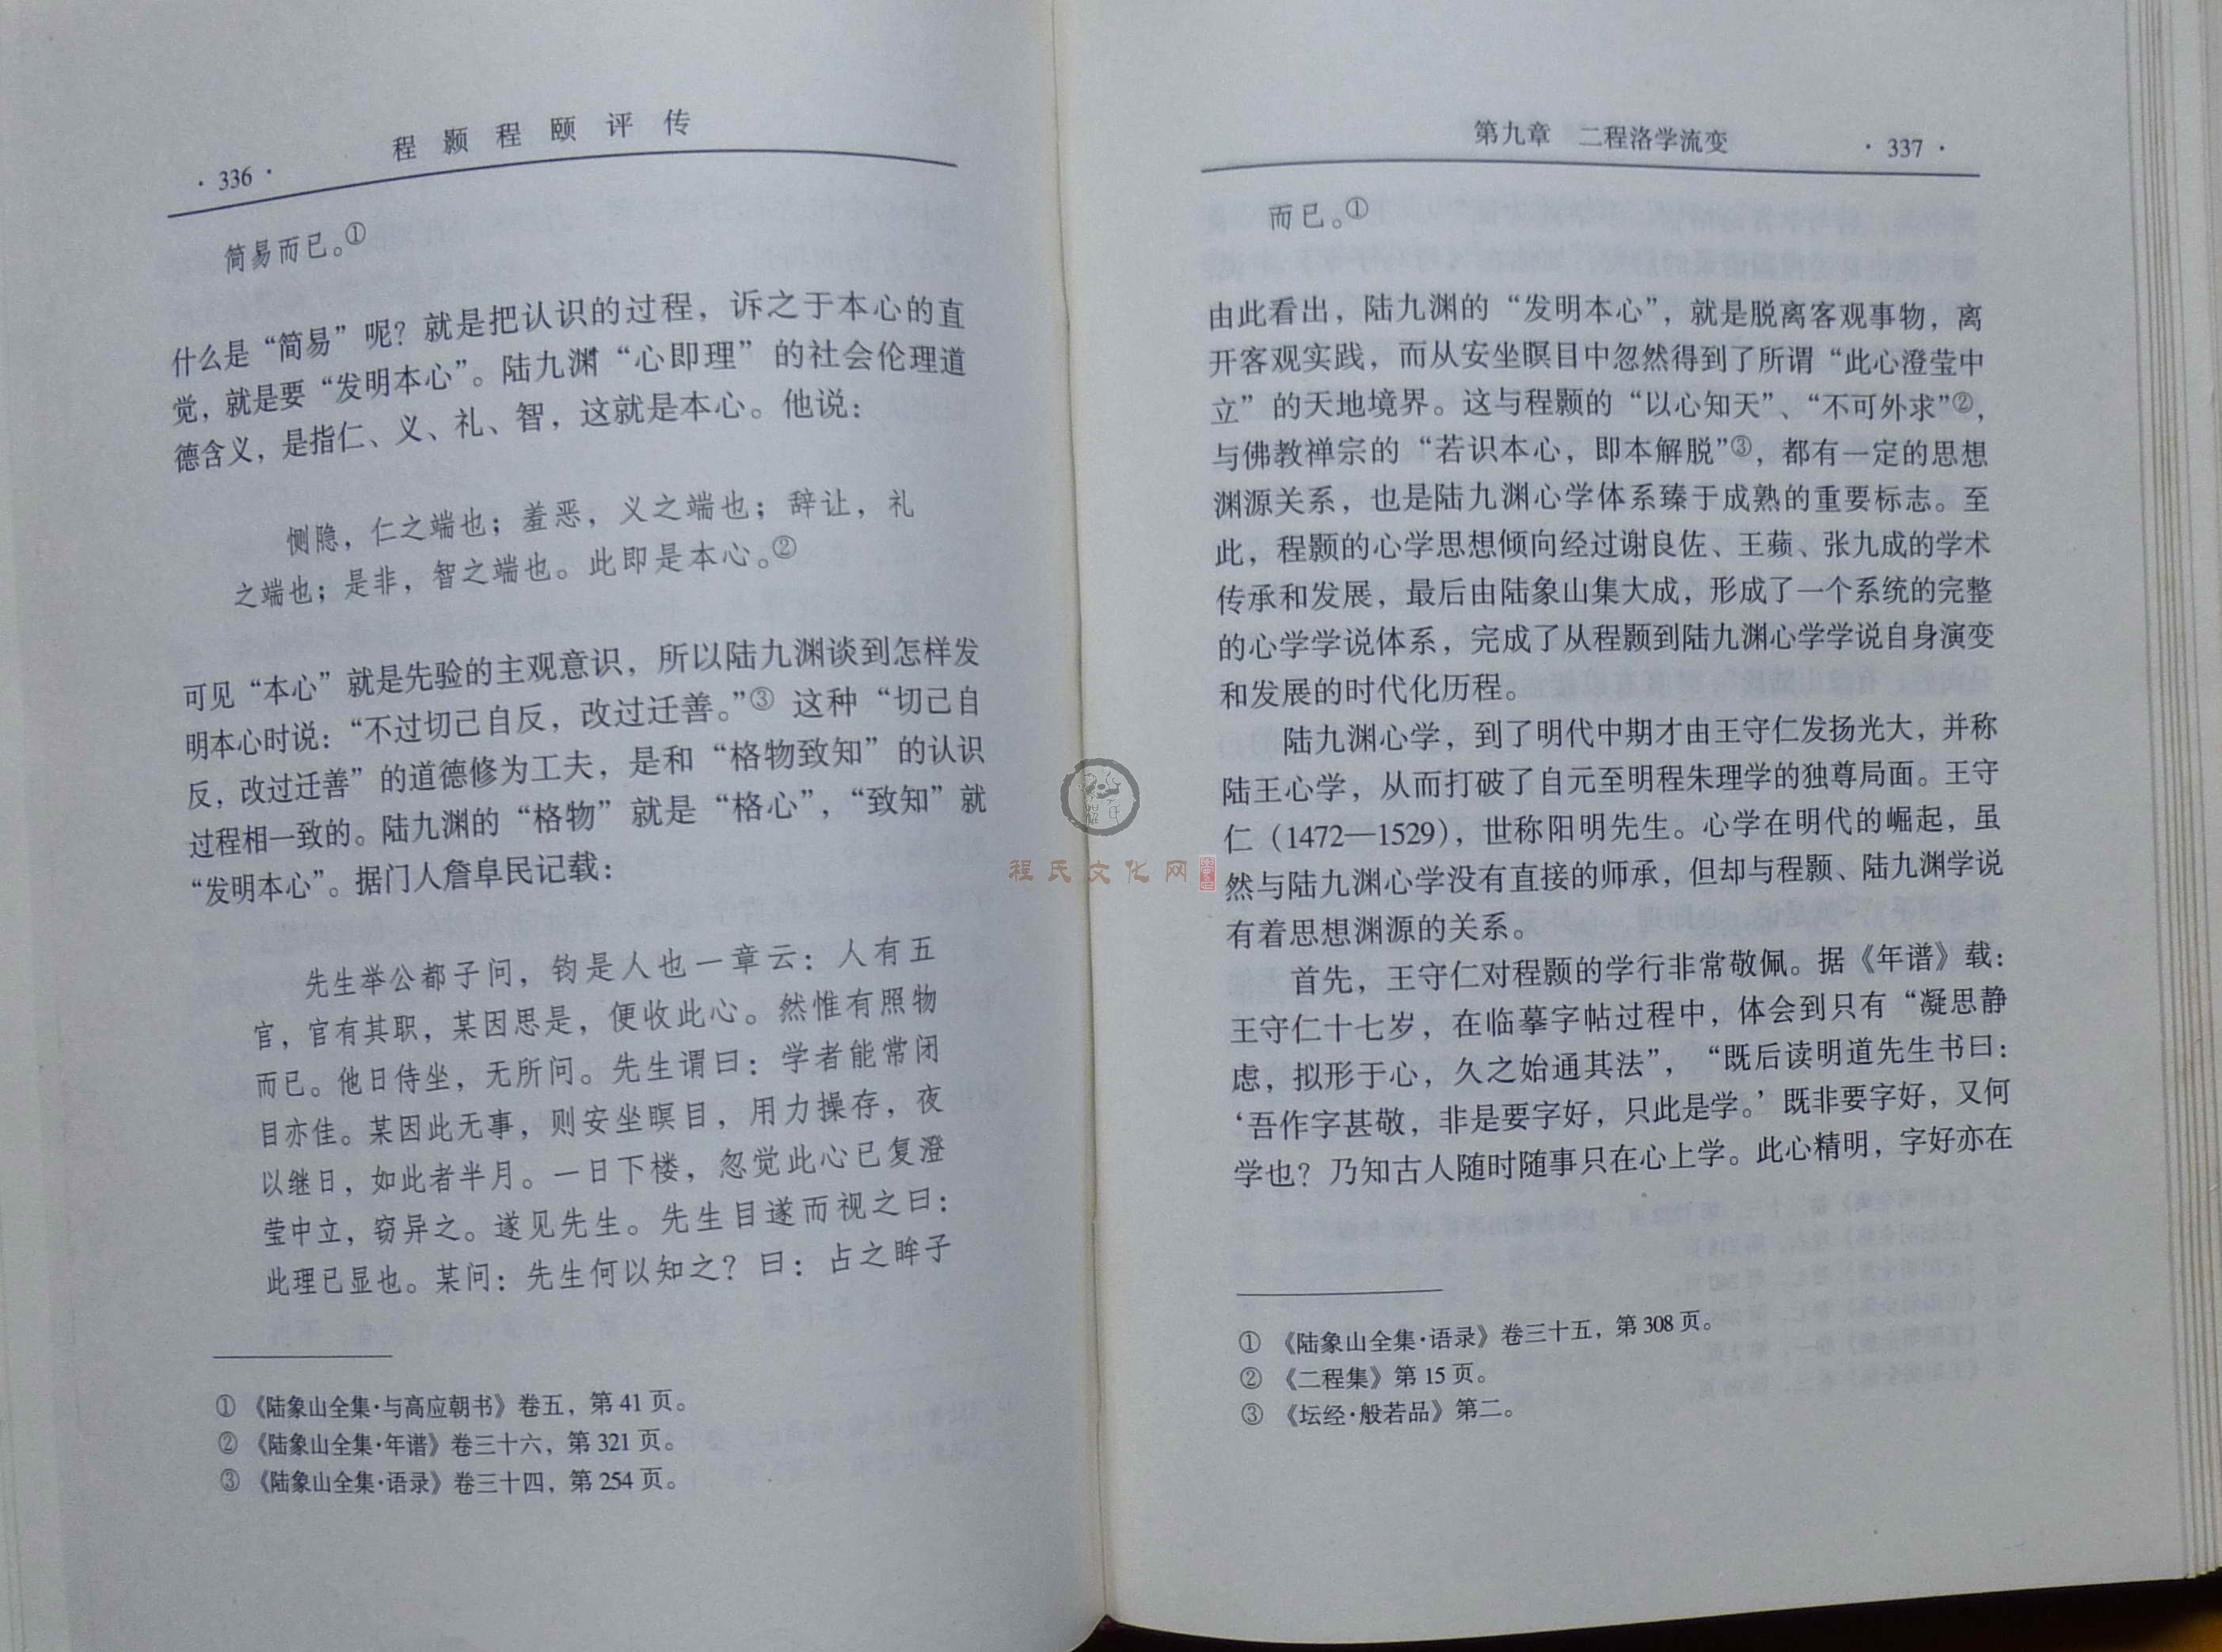 程颢程颐评传
·336·
简易而已。①
什么是“简易”呢？就是把认识的过程，诉之于本心的直
觉，就是要“发明本心”。陆九渊“心即理”的社会伦理道
德含义，是指仁、义、礼、智，这就是本心。他说：
恻隐，仁之端也；羞恶，义之端也；辞让，礼
之端也；是非，智之端也。此即是本心。②
可见“本心”就是先验的主观意识，所以陆九渊谈到怎样发
明本心时说：“不过切己自反，改过迁善。”③ 这种“切己自
反，改过迁善”的道德修为工夫，是和“格物致知”的认识
过程相一致的。陆九渊的“格物”就是“格心”，“致知”就
“发明本心”。据门人詹阜民记载：
先生举公都子问，钧是人也一章云：人有五
官，官有其职，某因思是，便收此心。然惟有照物
而已。他日侍坐，无所问。先生谓曰：学者能常闭
目亦佳。某因此无事，则安坐瞑目，用力操存，夜
以继日，如此者半月。一日下楼，忽觉此心已复澄
莹中立，窃异之。遂见先生。先生目遂而视之曰：
此理已显也。某问：先生何以知之？曰：占之眸子
① 《陆象山全集·与高应朝书》卷五，第 41 页。
② 《陆象山全集·年谱》卷三十六，第 321 页。
③ 《陆象山全集·语录》卷三十四，第 254 页。
第九章 二程洛学流变
·337·
而已。①
由此看出，陆九渊的“发明本心”，就是脱离客观事物，离
开客观实践，而从安坐瞑目中忽然得到了所谓“此心澄莹中
立”的天地境界。这与程颢的“以心知天”、“不可外求”②，
与佛教禅宗的“若识本心，即本解脱”③，都有一定的思想
渊源关系，也是陆九渊心学体系臻于成熟的重要标志。至
此，程颢的心学思想倾向经过谢良佐、王蘋、张九成的学术
传承和发展，最后由陆象山集大成，形成了一个系统的完整
的心学学说体系，完成了从程颢到陆九渊心学学说自身演变
和发展的时代化历程。
陆九渊心学，到了明代中期才由王守仁发扬光大，并称
陆王心学，从而打破了自元至明程朱理学的独尊局面。王守
仁（1472—1529），世称阳明先生。心学在明代的崛起，虽
然与陆九渊心学没有直接的师承，但却与程颢、陆九渊学说
有着思想渊源的关系。
首先，王守仁对程颢的学行非常敬佩。据《年谱》载：
王守仁十七岁，在临摹字帖过程中，体会到只有“凝思静
虑，拟形于心，久之始通其法”，“既后读明道先生书曰：
‘吾作字甚敬，非是要字好，只此是学。’既非要字好，又何
学也？乃知古人随时随事只在心上学。此心精明，字好亦在
① 《陆象山全集·语录》卷三十五，第 308 页。
② 《二程集》第 15 页。
③ 《坛经·般若品》第二。
程氏文化网